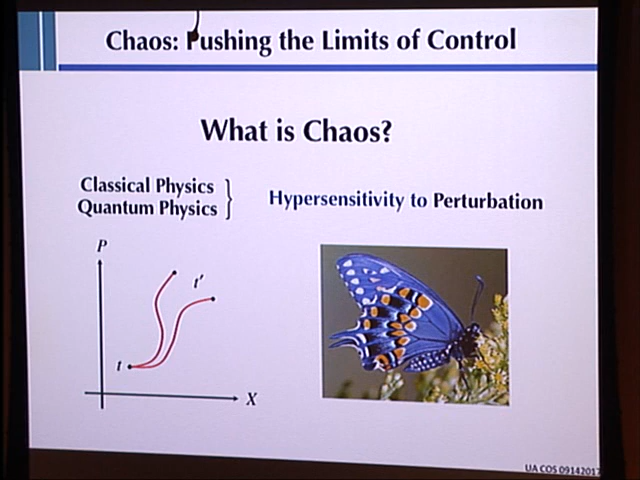 Chaos: Pushing the Limits of Control
What is Chaos?
Classical Physics
Quantum Physics
Hypersensitivity to Perturbation
P
t'
t
X
UA COS 09142017